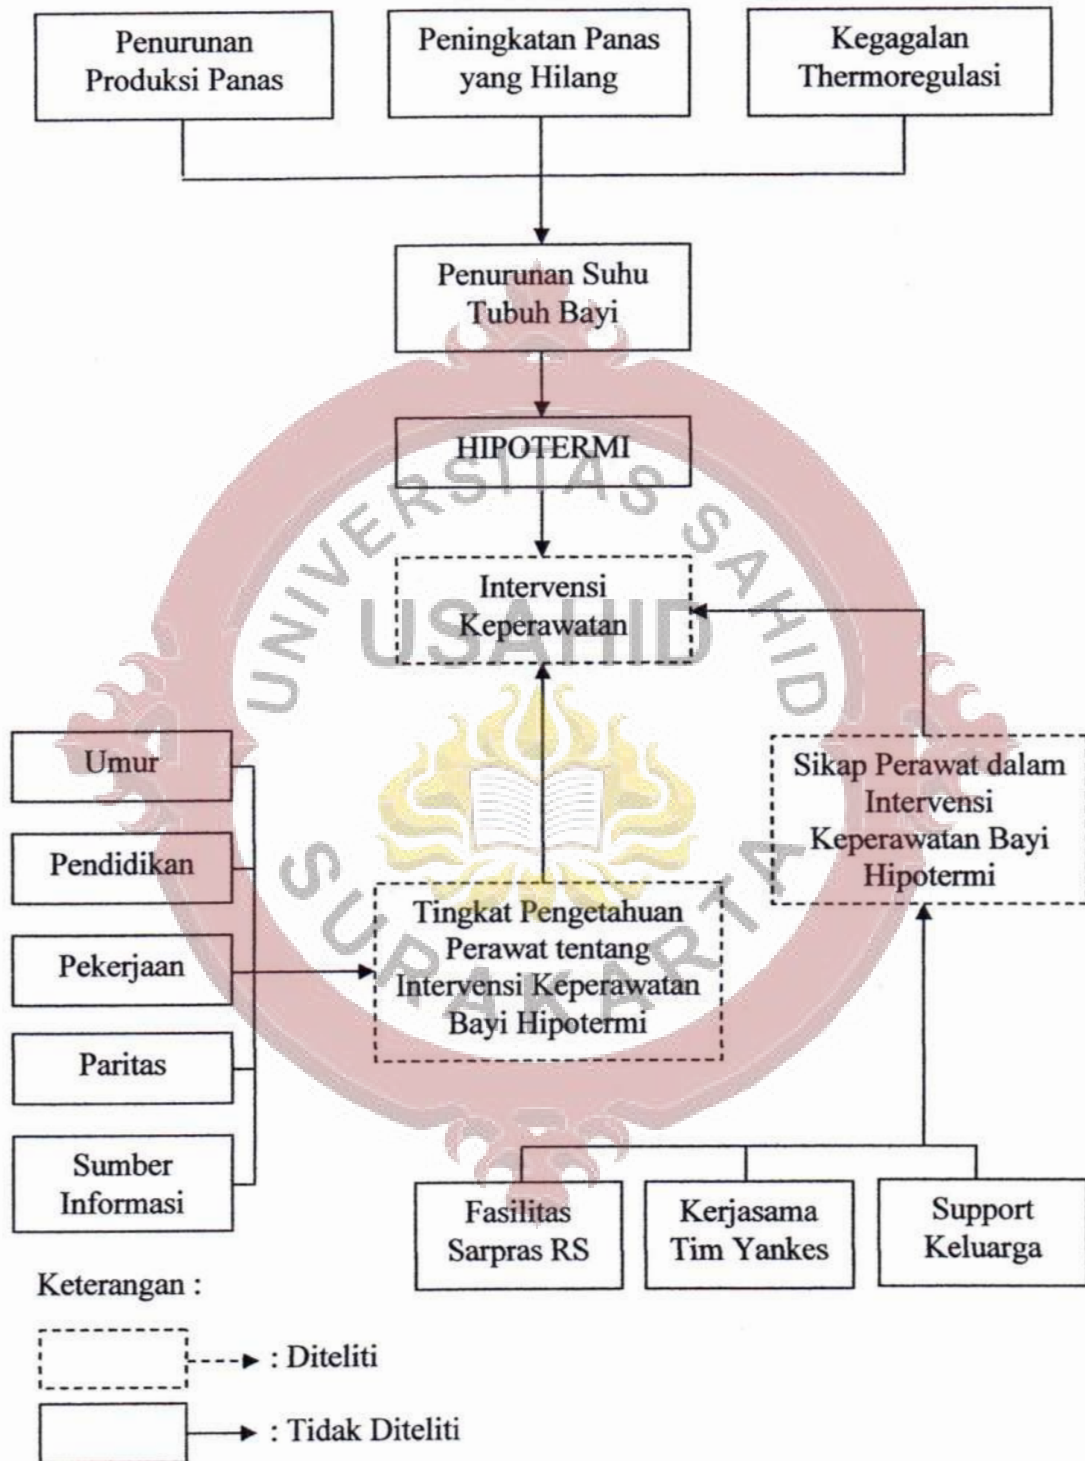 Penurunan
Produksi Panas
Peningkatan Panas
yang Hilang
Kegagalan
Thermoregulasi
Penurunan Suhu
Tubuh Bayi
HIPOTERMI
UNIVERSITAS SAHID
Intervensi
Keperawatan
USAHID
Umur
Pendidikan
Pekerjaan
Paritas
Sumber
Informasi
Tingkat Pengetahuan
Perawat tentang
Intervensi Keperawatan
Bayi Hipotermi
Sikap Perawat dalam
Intervensi
Keperawatan Bayi
Hipotermi
SURAKARTA
Fasilitas
Sarpras RS
Kerjasama
Tim Yankes
Support
Keluarga
Keterangan :
: Diteliti
: Tidak Diteliti